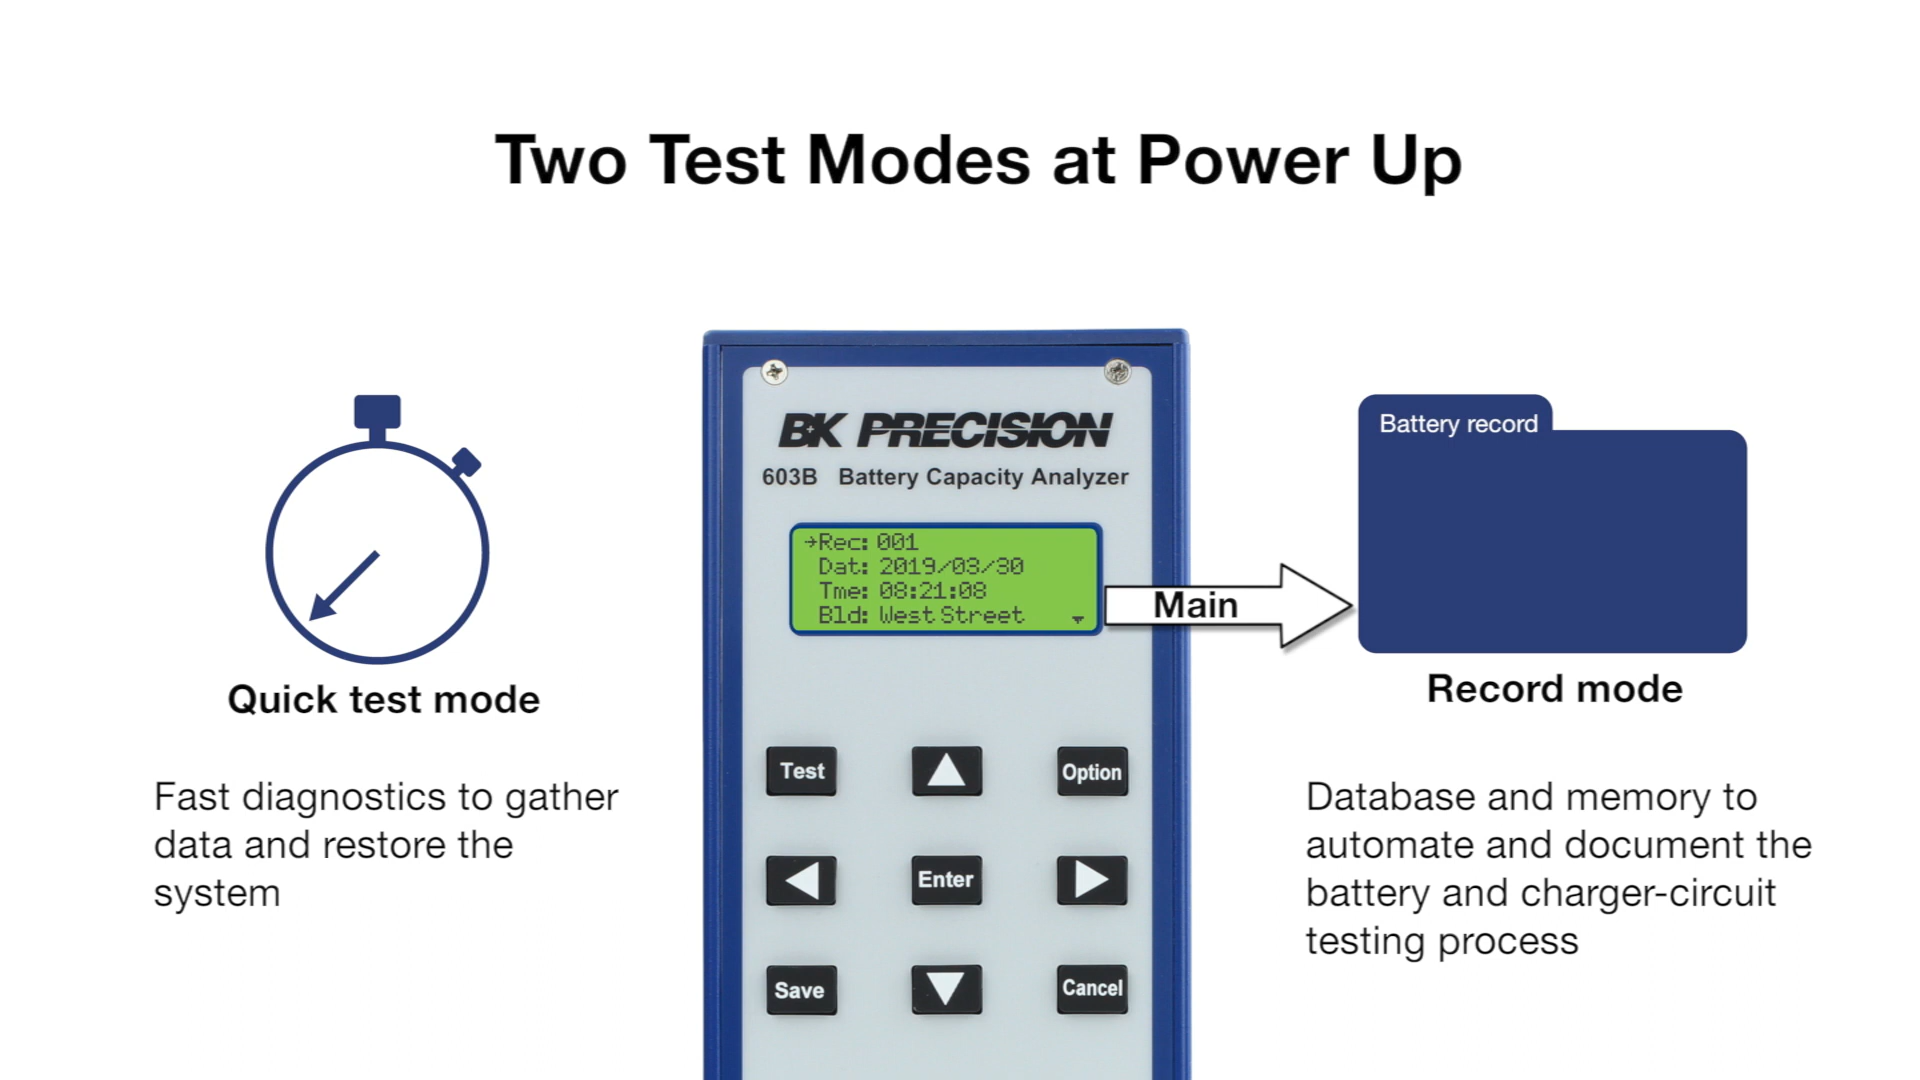 Two Test Modes at Power Up
BK PRECISION
603B Battery Capacity Analyzer
→Rec: 001
Dat: 2019/03/30
Tme: 08:21:08
Bld: West Street
Main
Battery record
Quick test mode
Record mode
Fast diagnostics to gather
data and restore the
system
Test
Option
Enter
Save
Cancel
Database and memory to
automate and document the
battery and charger-circuit
testing process